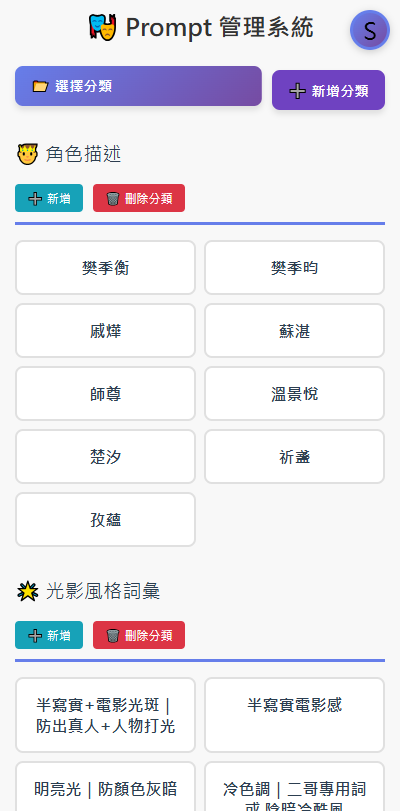 Prompt 管理系統
S
選擇分類
新增分類
角色描述
新增
刪除分類
樊季衡
樊季昀
戚燁
蘇湛
師尊
溫景悅
楚汐
祈盞
孜蘊
光影風格詞彙
新增
刪除分類
半寫實+電影光斑 |
防出真人+人物打光
半寫實電影感
明亮光 | 防顏色灰暗
冷色調 | 二哥專用詞
或 陰暗冷酷風